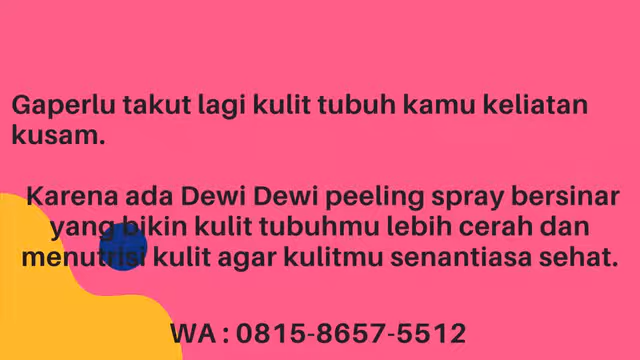 Gaperlu takut lagi kulit tubuh kamu keliatan
kusam.
Karena ada Dewi Dewi peeling spray bersinar
yang bikin kulit tubuhmu lebih cerah dan
menutrisi kulit agar kulitmu senantiasa sehat.
WA : 0815-8657-5512